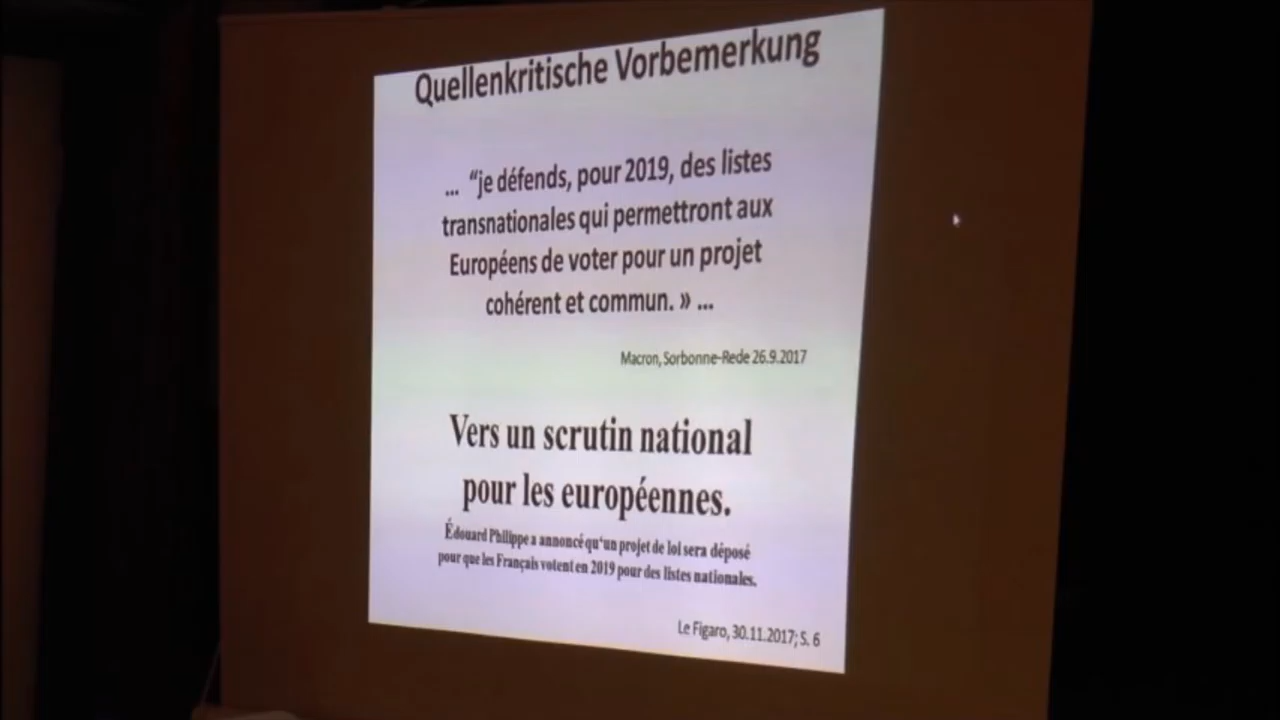 Quellenkritische Vorbemerkung
... “je défends, pour 2019, des listes
transnationales qui permettront aux
Européens de voter pour un projet
cohérent et commun. » ...
Macron, Sorbonne-Rede 26.9.2017
Vers un scrutin national
pour les européennes.
Édouard Philippe a annoncé qu‘un projet de loi sera déposé
pour que les Français votent en 2019 pour des listes nationales.
Le Figaro, 30.11.2017; S. 6